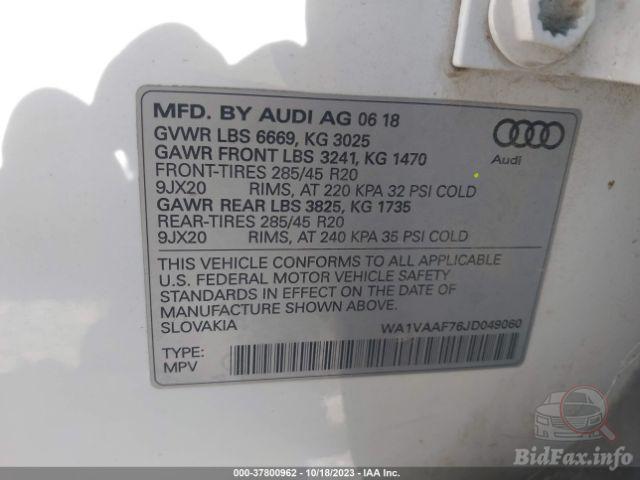 MFD. BY AUDI AG 06 18
GVWR LBS 6669, KG 3025
GAWR FRONT LBS 3241, KG 1470
FRONT-TIRES 285/45 R20
9JX20 RIMS, AT 220 KPA 32 PSI COLD
GAWR REAR LBS 3825, KG 1735
REAR-TIRES 285/45 R20
9JX20 RIMS, AT 240 KPA 35 PSI COLD
Audi
THIS VEHICLE CONFORMS TO ALL APPLICABLE
U.S. FEDERAL MOTOR VEHICLE SAFETY
STANDARDS IN EFFECT ON THE DATE OF
MANUFACTURE SHOWN ABOVE.
SLOVAKIA WA1VAAF76JD049060
TYPE:
MPV
BidFax.info
000-37800962 - 10/18/2023 - IAA Inc.